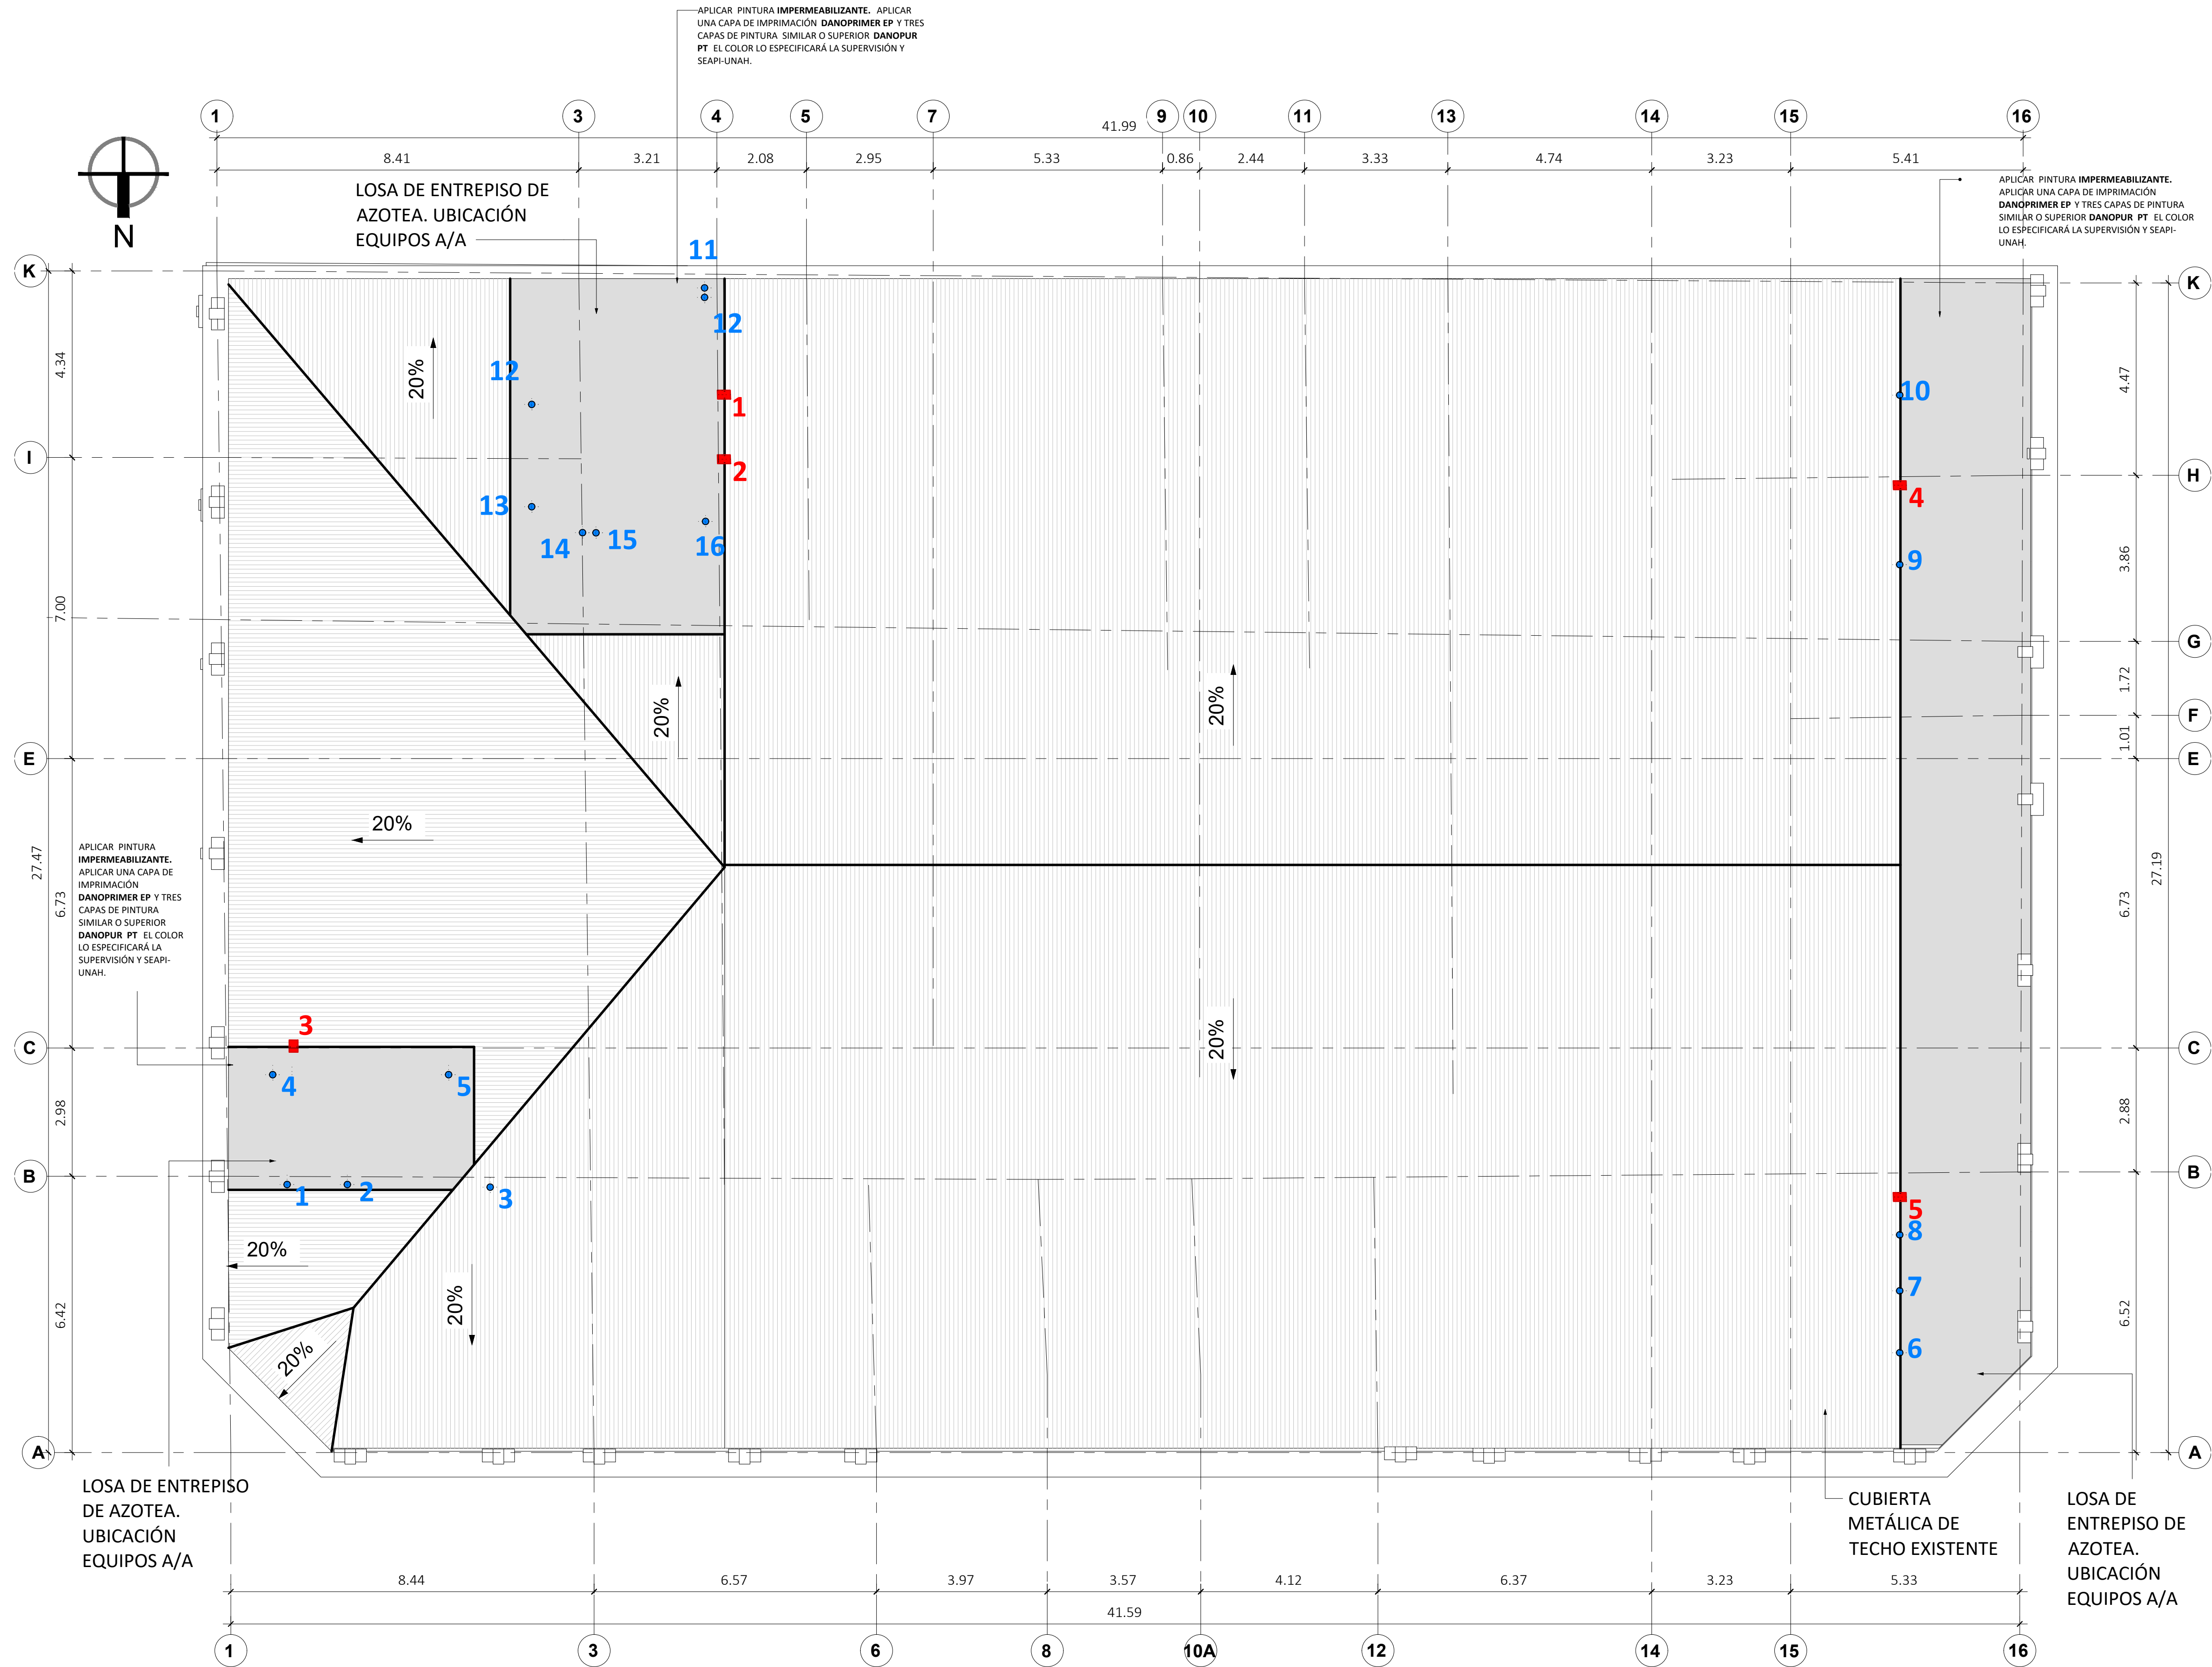 APLICAR PINTURA IMPERMEABILIZANTE. APLICAR
UNA CAPA DE IMPRIMACIÓN DANOPRIMER EP Y TRES
CAPAS DE PINTURA SIMILAR O SUPERIOR DANOPUR
PT EL COLOR LO ESPECIFICARÁ LA SUPERVISIÓN Y
SEAPI-UNAH.
1 3 4 5 7 9 10 11 13 14 15 16
41.99
8.41 3.21 2.08 2.95 5.33 0.86 2.44 3.33 4.74 3.23 5.41
N
LOSA DE ENTREPISO DE
AZOTEA. UBICACIÓN
EQUIPOS A/A
APLICAR PINTURA IMPERMEABILIZANTE.
APLICAR UNA CAPA DE IMPRIMACIÓN
DANOPRIMER EP Y TRES CAPAS DE PINTURA
SIMILAR O SUPERIOR DANOPUR PT EL COLOR
LO ESPECIFICARÁ LA SUPERVISIÓN Y SEAPI-
UNAH.
11
K
K
12
4.34
20%
12
1
4.47
10
I
2
H
4
13
14
15
16
9
3.86
7.00
G
20%
20%
1.72
F
1.01
E
E
20%
27.47
6.73
APLICAR PINTURA
IMPERMEABILIZANTE.
APLICAR UNA CAPA DE
IMPRIMACIÓN
DANOPRIMER EP Y TRES
CAPAS DE PINTURA
SIMILAR O SUPERIOR
DANOPUR PT EL COLOR
LO ESPECIFICARÁ LA
SUPERVISIÓN Y SEAPI-
UNAH.
6.73
27.19
3
C
20%
C
4
5
2.98
2.88
B
B
1
2
3
5
8
20%
7
6.42
20%
20%
6.52
6
A
A
LOSA DE ENTREPISO
DE AZOTEA.
UBICACIÓN
EQUIPOS A/A
CUBIERTA
METÁLICA DE
TECHO EXISTENTE
LOSA DE
ENTREPISO DE
AZOTEA.
UBICACIÓN
EQUIPOS A/A
8.44 6.57 3.97 3.57 4.12 6.37 3.23 5.33
41.59
1 3 6 8 10A 12 14 15 16